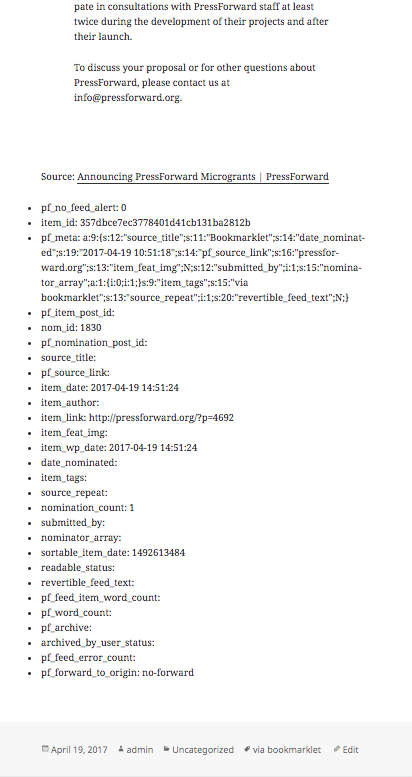 pate in consultations with PressForward staff at least
twice during the development of their projects and after
their launch.
To discuss your proposal or for other questions about
PressForward, please contact us at
info@pressforward.org.
Source: Announcing PressForward Microgrants | PressForward
• pf_no_feed_alert: 0
• item_id: 357dbce7ec3778401d41cb131ba2812b
• pf_meta: a:9:{s:12:"source_title";s:11:"Bookmarklet";s:14:"date_nominat-
ed";s:19:"2017-04-19 10:51:18";s:14:"pf_source_link";s:16:"pressfor-
ward.org";s:13:"item_feat_img";N;s:12:"submitted_by";i:1;s:15:"nomina-
tor_array";a:1:{i:0;i:1;}s:9:"item_tags";s:15:"via
bookmarklet";s:13:"source_repeat";i:1;s:20:"revertible_feed_text";N;}
• pf_item_post_id:
• nom_id: 1830
• pf_nomination_post_id:
• source_title:
• pf_source_link:
• item_date: 2017-04-19 14:51:24
• item_author:
• item_link: http://pressforward.org/?p=4692
• item_feat_img:
• item_wp_date: 2017-04-19 14:51:24
• date_nominated:
• item_tags:
• source_repeat:
• nomination_count: 1
• submitted_by:
• nominator_array:
• sortable_item_date: 1492613484
• readable_status:
• revertible_feed_text:
• pf_feed_item_word_count:
• pf_word_count:
• pf_archive:
• archived_by_user_status:
• pf_feed_error_count:
• pf_forward_to_origin: no-forward
April 19, 2017 admin Uncategorized via bookmarklet Edit